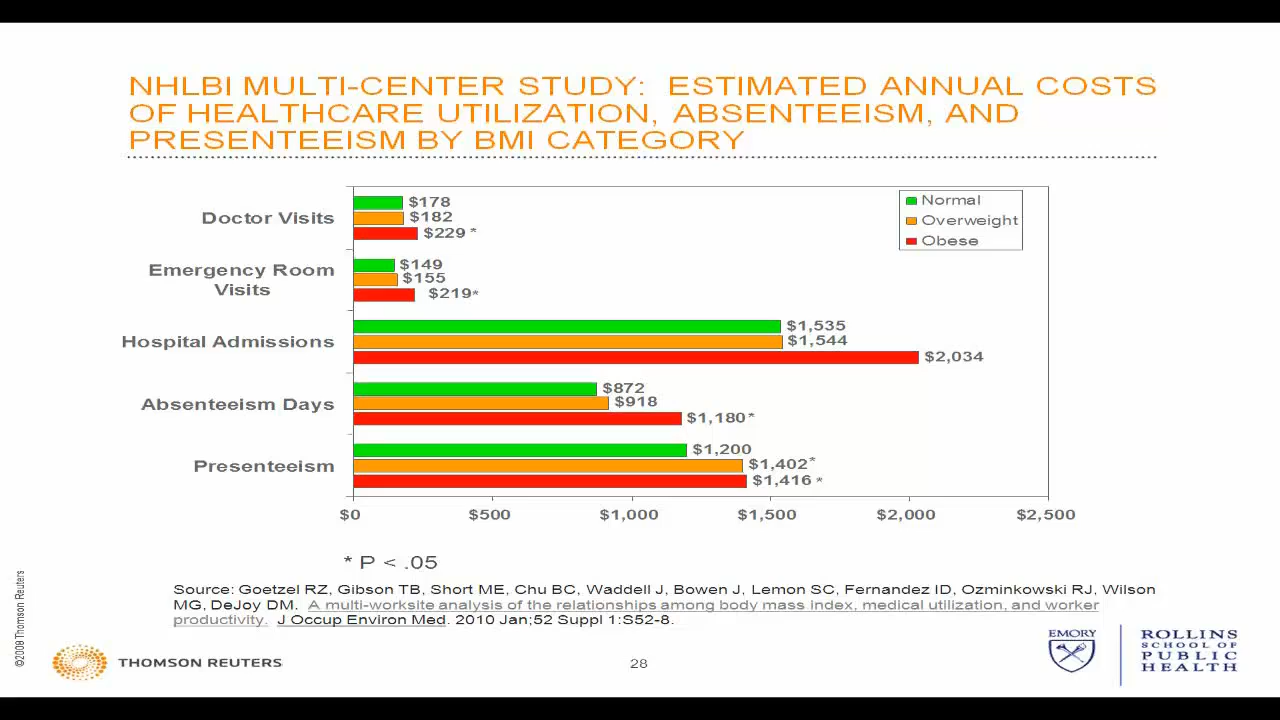 NHLBI MULTI-CENTER STUDY: ESTIMATED ANNUAL COSTS
OF HEALTHCARE UTILIZATION, ABSENTEEISM, AND
PRESENTEEISM BY BMI CATEGORY
Normal
Overweight
Obese
Doctor Visits
$178
$182
$229 *
Emergency Room
Visits
$149
$155
$219*
Hospital Admissions
$1,535
$1,544
$2,034
Absenteeism Days
$872
$918
$1,180 *
Presenteeism
$1,200
$1,402*
$1,416 *
$0 $500 $1,000 $1,500 $2,000 $2,500
* P < .05
Source: Goetzel RZ, Gibson TB, Short ME, Chu BC, Waddell J, Bowen J, Lemon SC, Fernandez ID, Ozminkowski RJ, Wilson
MG, DeJoy DM. A multi-worksite analysis of the relationships among body mass index, medical utilization, and worker
productivity. J Occup Environ Med. 2010 Jan;52 Suppl 1:S52-8.
©2009 Thomson Reuters
THOMSON REUTERS
28
EMORY
ROLLINS
SCHOOL OF
PUBLIC
HEALTH